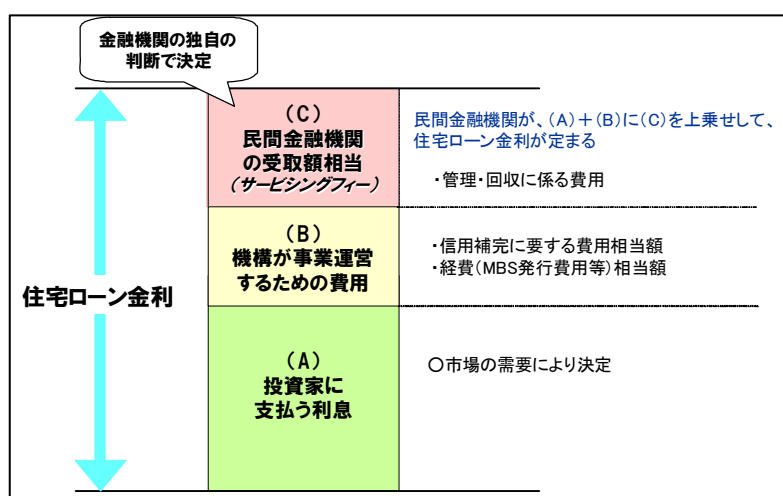 金融機関の独自の
判断で決定
(C)
民間金融機関
の受取額相当
(サービシングフィー)
民間金融機関が、(A)+(B)に(C)を上乗せして、
住宅ローン金利が定まる
・管理・回収に係る費用
(B)
機構が事業運営
するための費用
・信用補完に要する費用相当額
・経費(MBS発行費用等)相当額
住宅ローン金利
(A)
投資家に
支払う利息
○市場の需要により決定